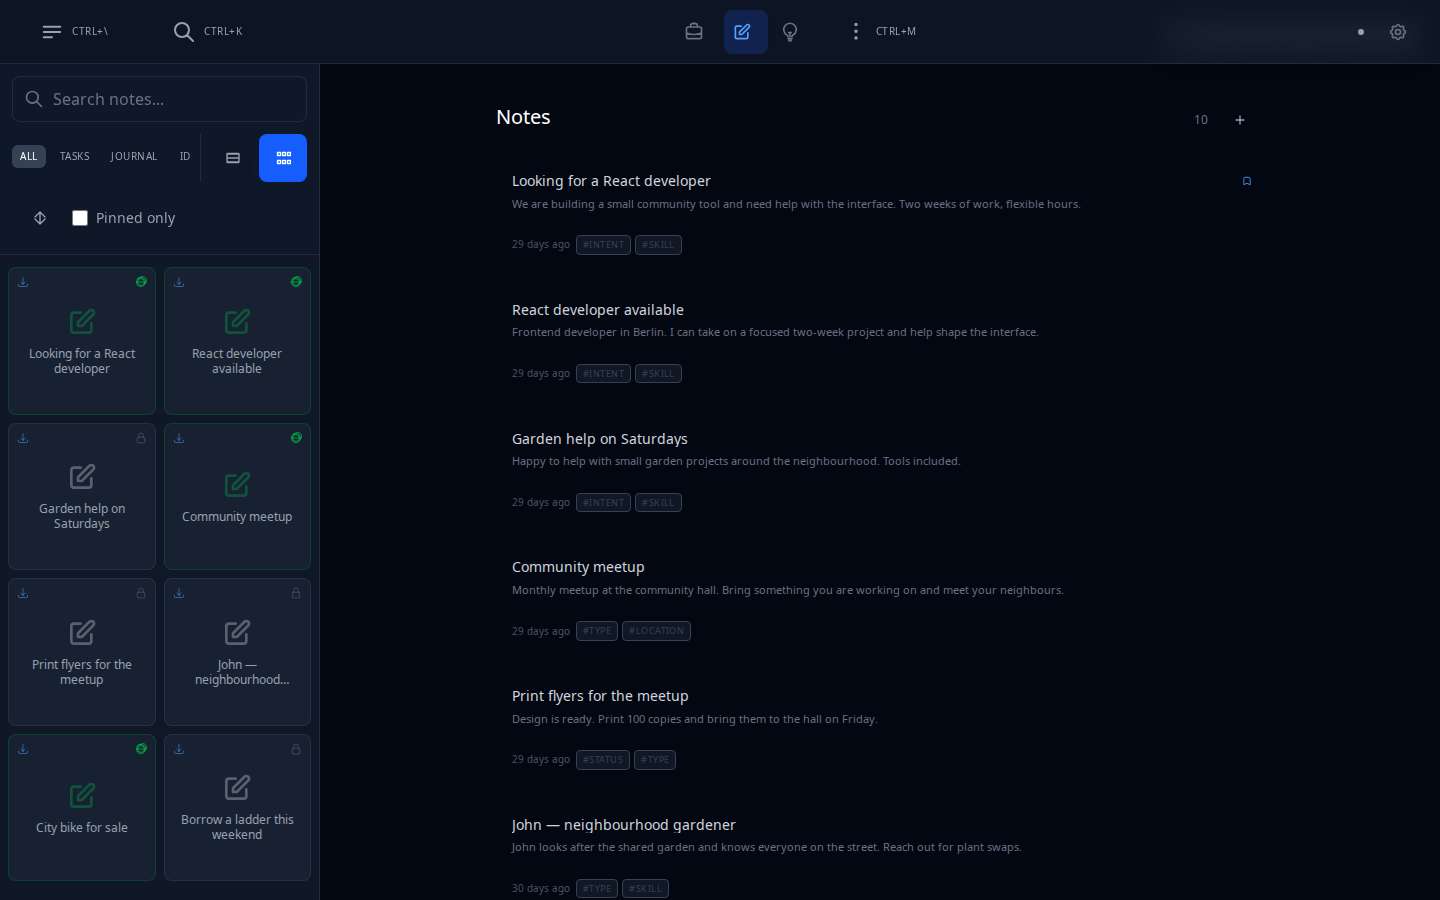 CTRL+\
CTRL+K
CTRL+M
Search notes...
ALL TASKS JOURNAL ID
Pinned only
Looking for a React
developer
React developer
available
Garden help on
Saturdays
Community meetup
Print flyers for the
meetup
John —
neighbourhood...
City bike for sale
Borrow a ladder this
weekend
Notes
10
Looking for a React developer
We are building a small community tool and need help with the interface. Two weeks of work, flexible hours.
29 days ago #INTENT #SKILL
React developer available
Frontend developer in Berlin. I can take on a focused two-week project and help shape the interface.
29 days ago #INTENT #SKILL
Garden help on Saturdays
Happy to help with small garden projects around the neighbourhood. Tools included.
29 days ago #INTENT #SKILL
Community meetup
Monthly meetup at the community hall. Bring something you are working on and meet your neighbours.
29 days ago #TYPE #LOCATION
Print flyers for the meetup
Design is ready. Print 100 copies and bring them to the hall on Friday.
29 days ago #STATUS #TYPE
John — neighbourhood gardener
John looks after the shared garden and knows everyone on the street. Reach out for plant swaps.
30 days ago #TYPE #SKILL